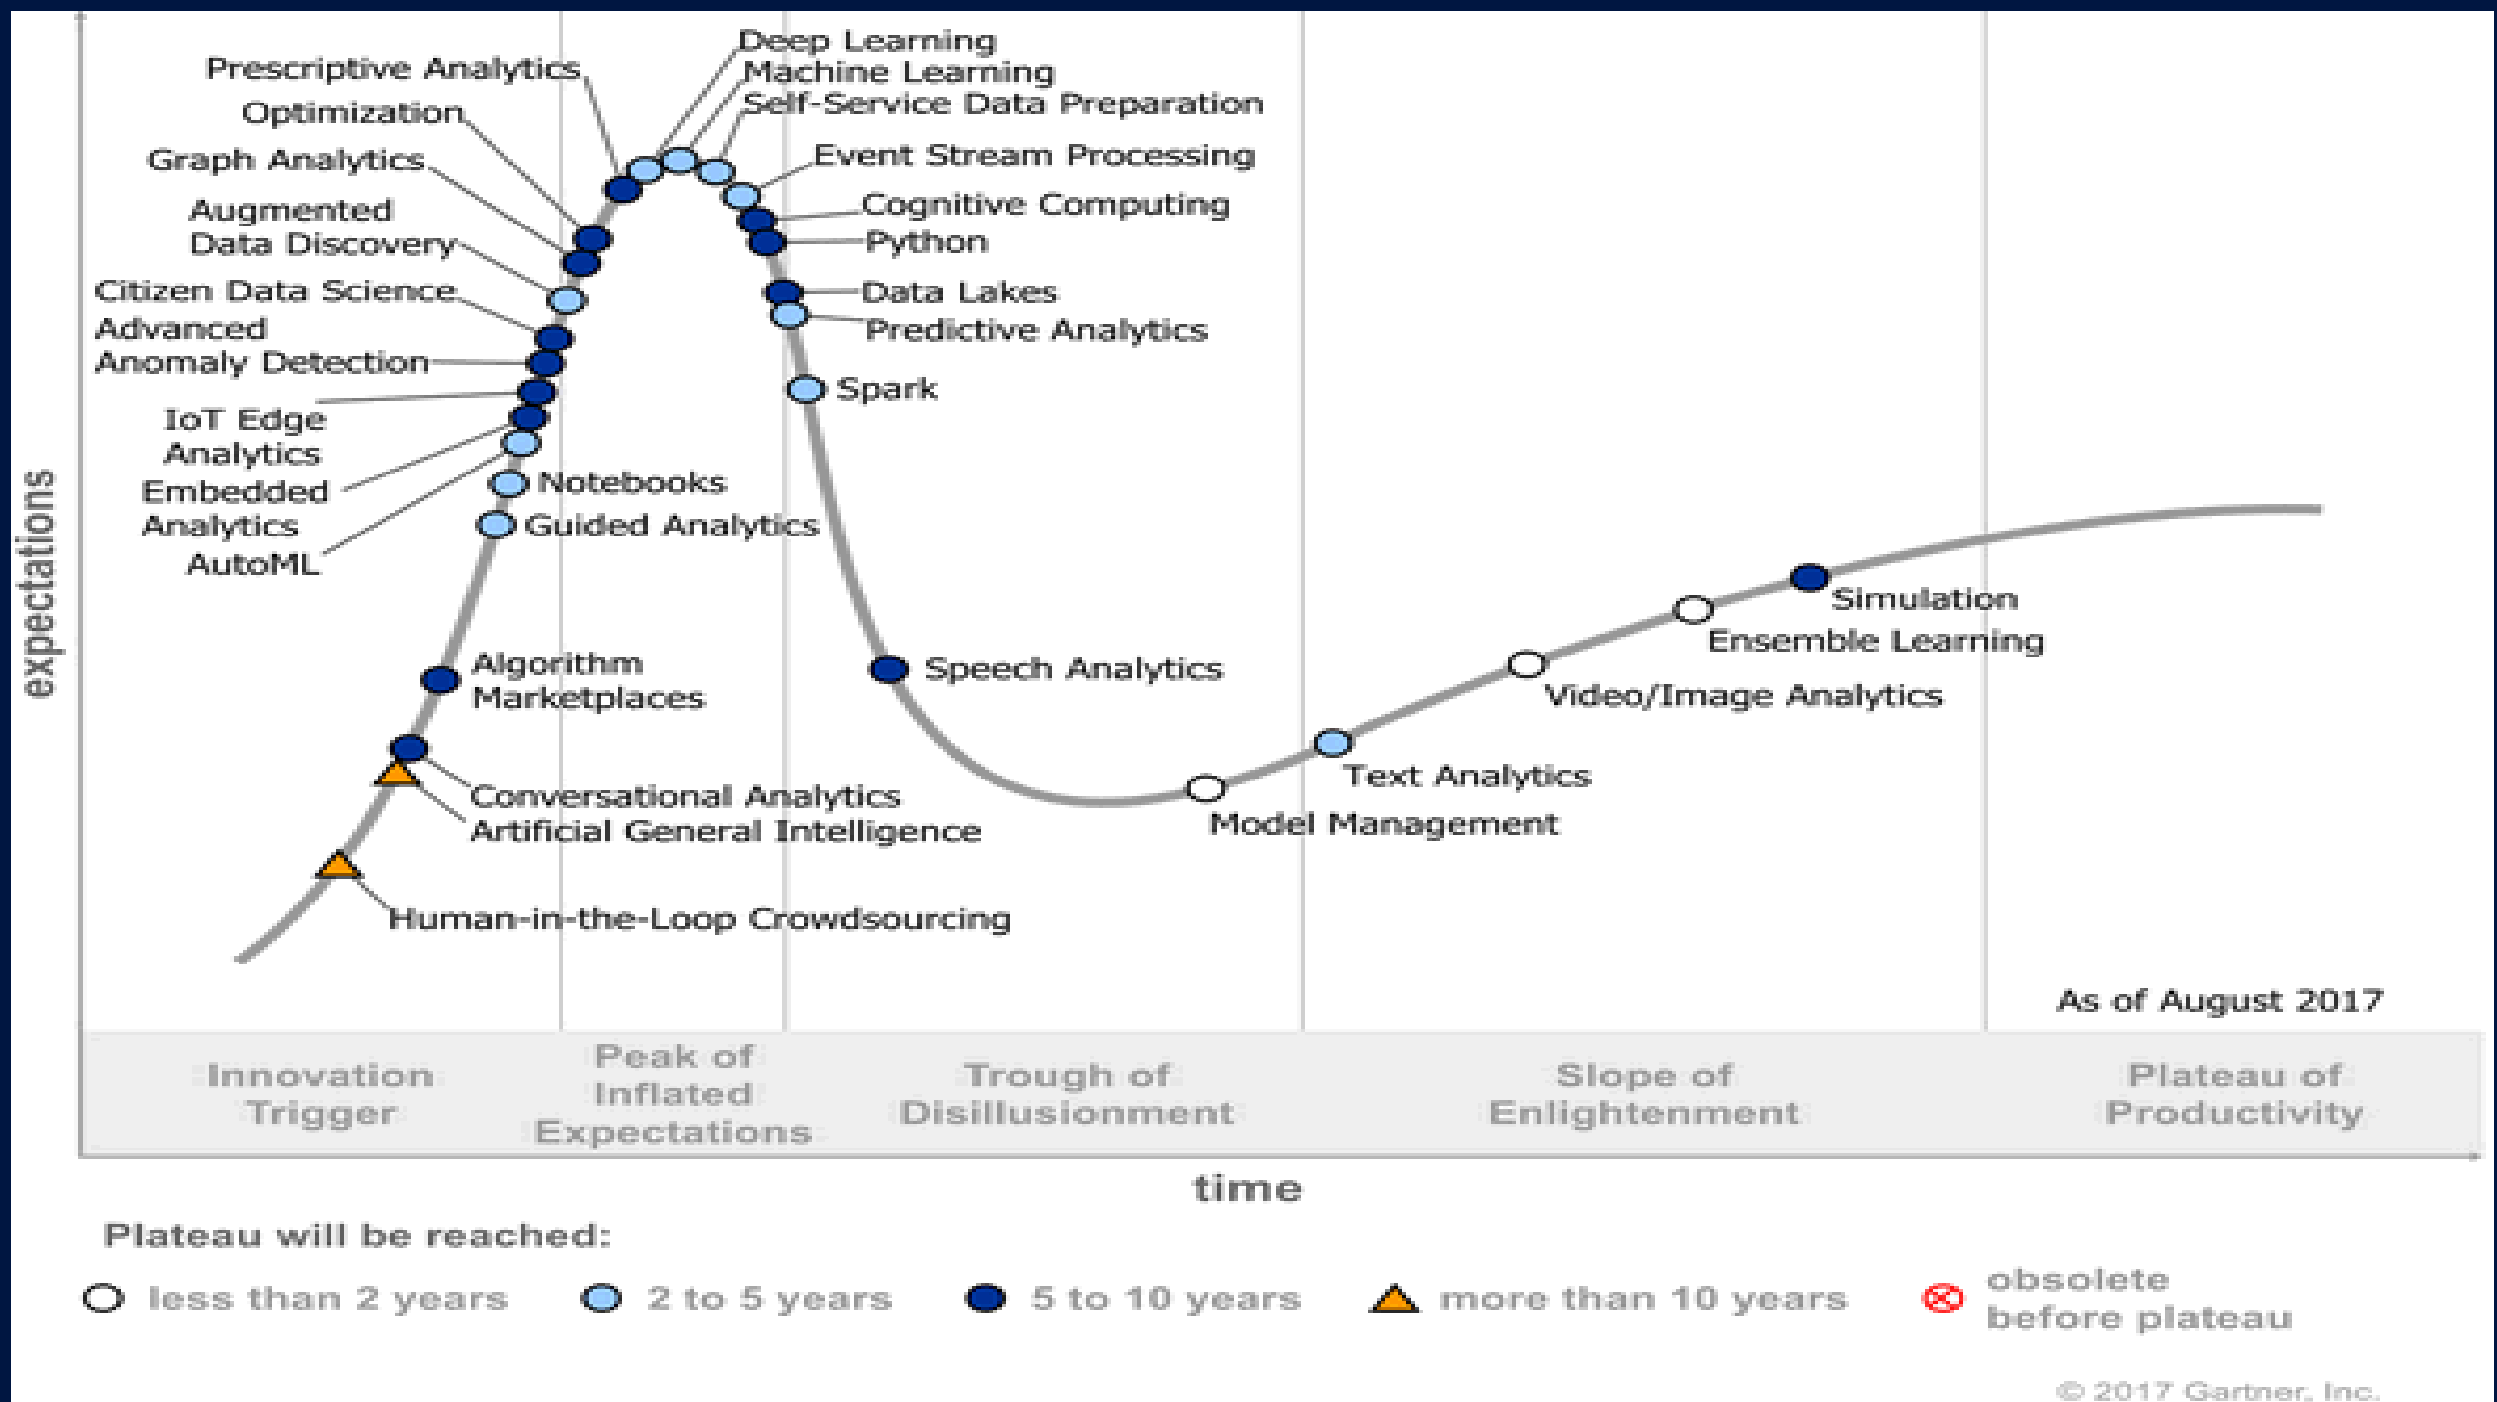 Deep Learning
Prescriptive Analytics
Machine Learning
Optimization
Self-Service Data Preparation
Graph Analytics
Event Stream Processing
Augmented
Data Discovery
Cognitive Computing
Python
Citizen Data Science
Data Lakes
Advanced
Anomaly Detection
Predictive Analytics
Spark
IoT Edge
Analytics
Embedded
Analytics
Notebooks
Guided Analytics
AutoML
expectations
Simulation
Ensemble Learning
Algorithm
Marketplaces
Speech Analytics
Video/Image Analytics
Conversational Analytics
Text Analytics
Artificial General Intelligence
Model Management
Human-in-the-Loop Crowdsourcing
As of August 2017
Innovation
Trigger
Peak of
Inflated
Expectations
Trough of
Disillusionment
Slope of
Enlightenment
Plateau of
Productivity
time
Plateau will be reached:
less than 2 years
2 to 5 years
5 to 10 years
more than 10 years
obsolete
before plateau
© 2017 Gartner, Inc.